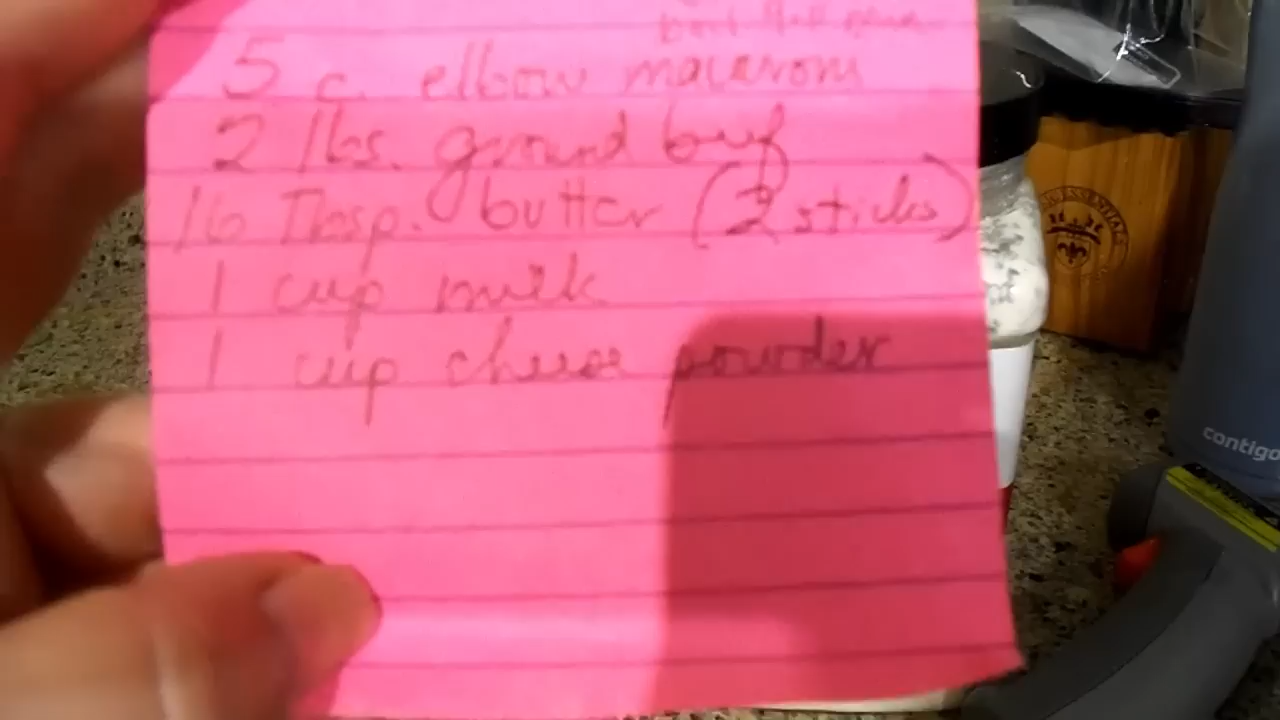 5 c. elbow macaroni
2 lbs. ground beef
16 Tbsp. butter (2 sticks)
1 cup milk
1 cup cheese powder
contigo